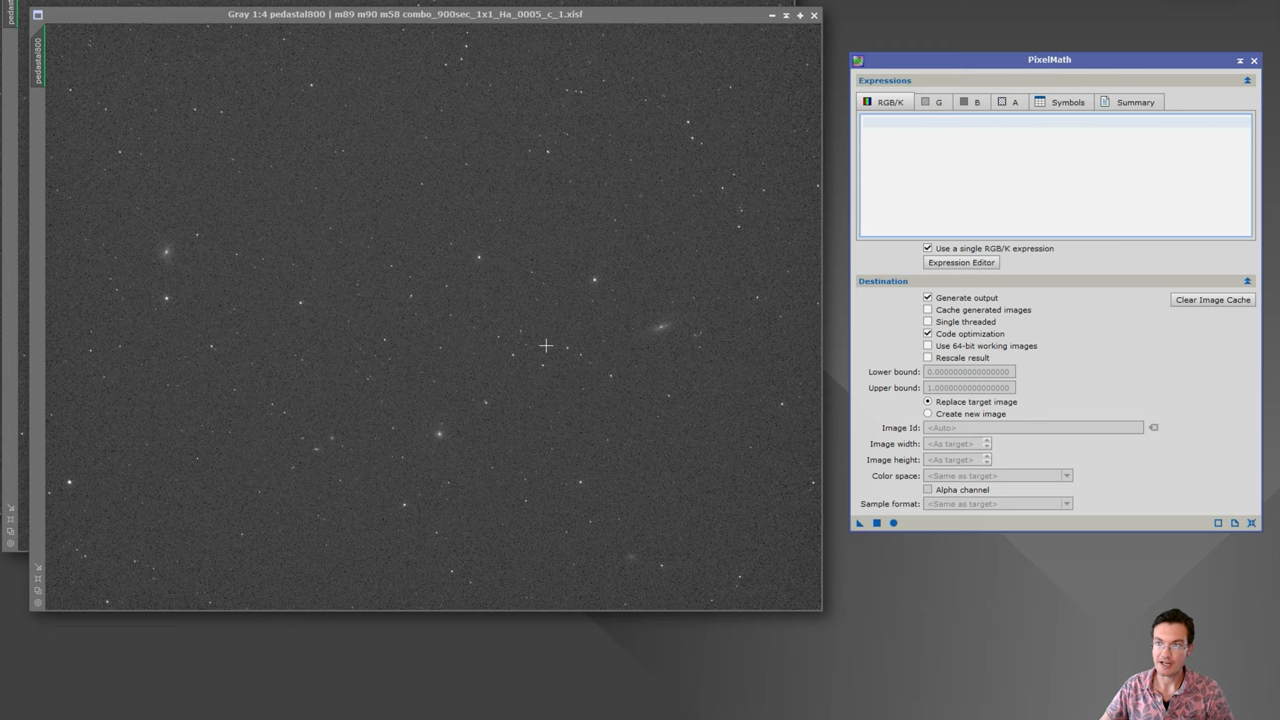 Gray 1:4 pedastal800 | m89 m90 m58 combo_900sec_1x1_Ha_0005_c_1.xisf
pedastal800
PixelMath
Expressions
RGB/K G B A Symbols Summary
Use a single RGB/K expression
Expression Editor
Destination
Generate output
Clear Image Cache
Cache generated images
Single threaded
Code optimization
Use 64-bit working images
Rescale result
Lower bound: 0.0000000000000000
Upper bound: 1.0000000000000000
Replace target image
Create new image
Image Id: <Auto>
Image width: <As target>
Image height: <As target>
Color space: <Same as target>
Alpha channel
Sample format: <Same as target>